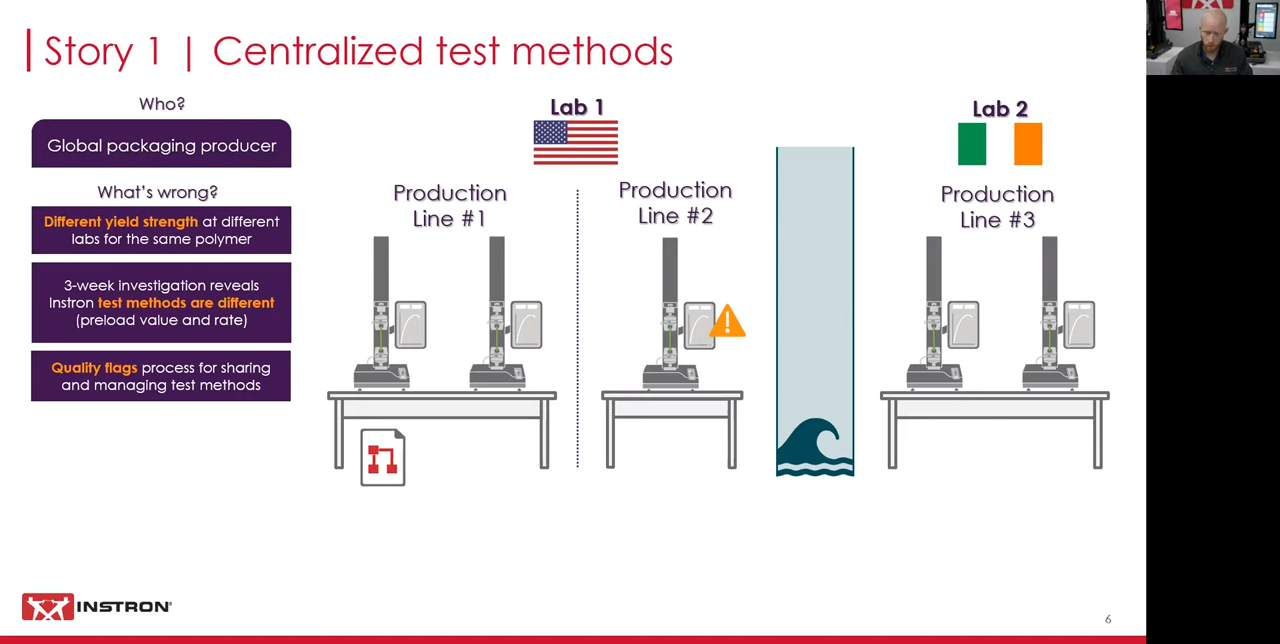 Story 1 | Centralized test methods
Who?
Global packaging producer
What's wrong?
Different yield strength at different
labs for the same polymer
3-week investigation reveals
Instron test methods are different
(preload value and rate)
Quality flags process for sharing
and managing test methods
Lab 1
Production
Line #1
Production
Line #2
Lab 2
Production
Line #3
INSTRON®
6